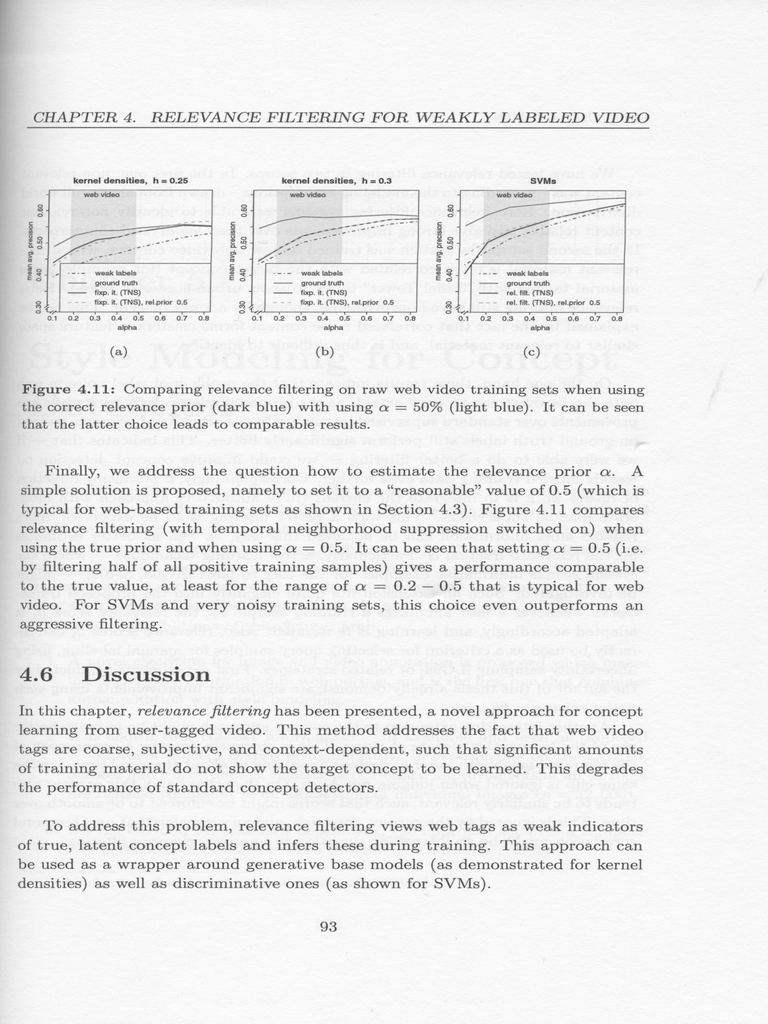 CHAPTER 4. RELEVANCE FILTERING FOR WEAKLY LABELED VIDEO
kernel densities, h = 0.25
web video
mean avg. precision
0.30 0.40 0.50 0.60
weak labels
ground truth
fixp. it. (TNS)
fixp. it. (TNS), rel.prior 0.5
0.1 0.2 0.3 0.4 0.5 0.6 0.7 0.8
alpha
(a)
kernel densities, h = 0.3
web video
mean avg. precision
0.30 0.40 0.50 0.60
weak labels
ground truth
fixp. it. (TNS)
fixp. it. (TNS), rel.prior 0.5
0.1 0.2 0.3 0.4 0.5 0.6 0.7 0.8
alpha
(b)
SVMs
web video
mean avg. precision
0.30 0.40 0.50 0.60
weak labels
ground truth
rel. filt. (TNS)
rel. filt. (TNS), rel.prior 0.5
0.1 0.2 0.3 0.4 0.5 0.6 0.7 0.8
alpha
(c)
Figure 4.11: Comparing relevance filtering on raw web video training sets when using
the correct relevance prior (dark blue) with using α = 50% (light blue). It can be seen
that the latter choice leads to comparable results.
Finally, we address the question how to estimate the relevance prior α. A
simple solution is proposed, namely to set it to a “reasonable” value of 0.5 (which is
typical for web-based training sets as shown in Section 4.3). Figure 4.11 compares
relevance filtering (with temporal neighborhood suppression switched on) when
using the true prior and when using α = 0.5. It can be seen that setting α = 0.5 (i.e.
by filtering half of all positive training samples) gives a performance comparable
to the true value, at least for the range of α = 0.2 − 0.5 that is typical for web
video. For SVMs and very noisy training sets, this choice even outperforms an
aggressive filtering.
4.6 Discussion
In this chapter, relevance filtering has been presented, a novel approach for concept
learning from user-tagged video. This method addresses the fact that web video
tags are coarse, subjective, and context-dependent, such that significant amounts
of training material do not show the target concept to be learned. This degrades
the performance of standard concept detectors.
To address this problem, relevance filtering views web tags as weak indicators
of true, latent concept labels and infers these during training. This approach can
be used as a wrapper around generative base models (as demonstrated for kernel
densities) as well as discriminative ones (as shown for SVMs).
93